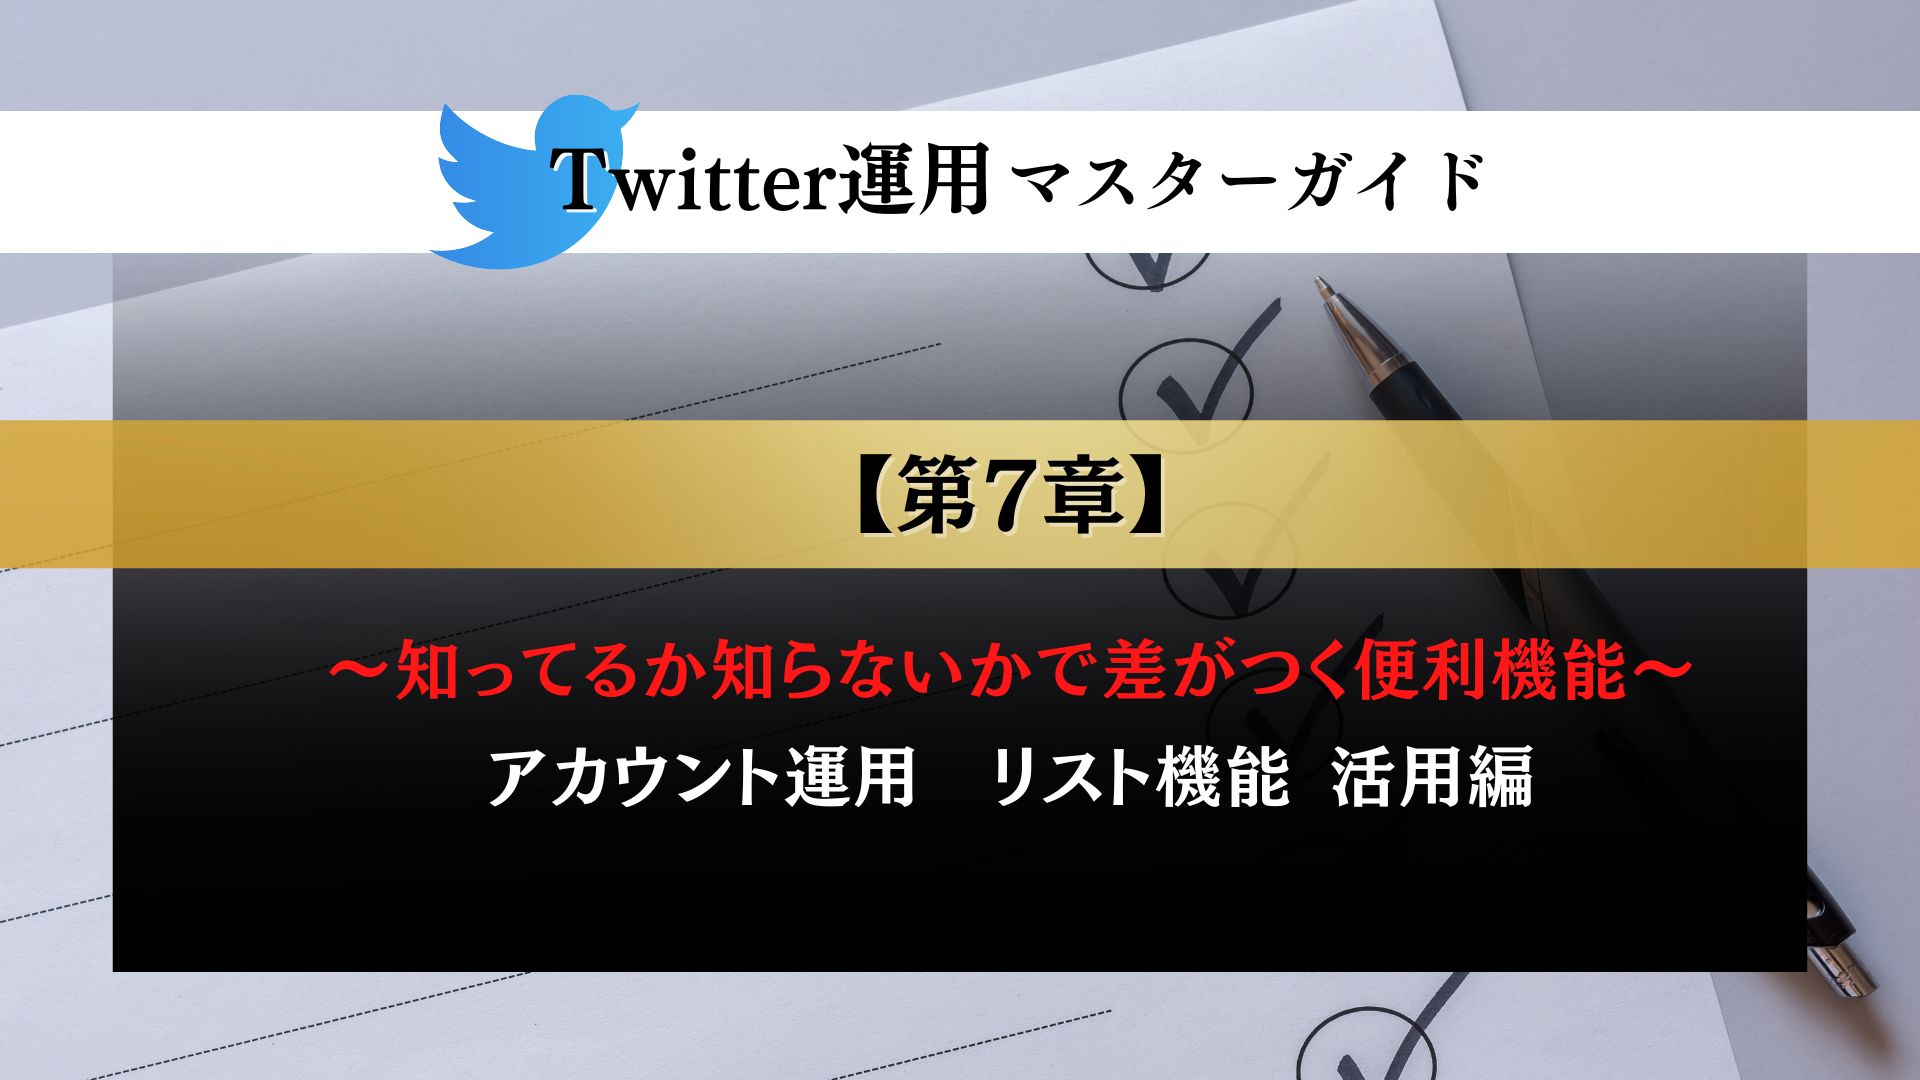 Twitter運用マスターガイド
【第7章】
〜知ってるか知らないかで差がつく便利機能〜
アカウント運用　リスト機能 活用編